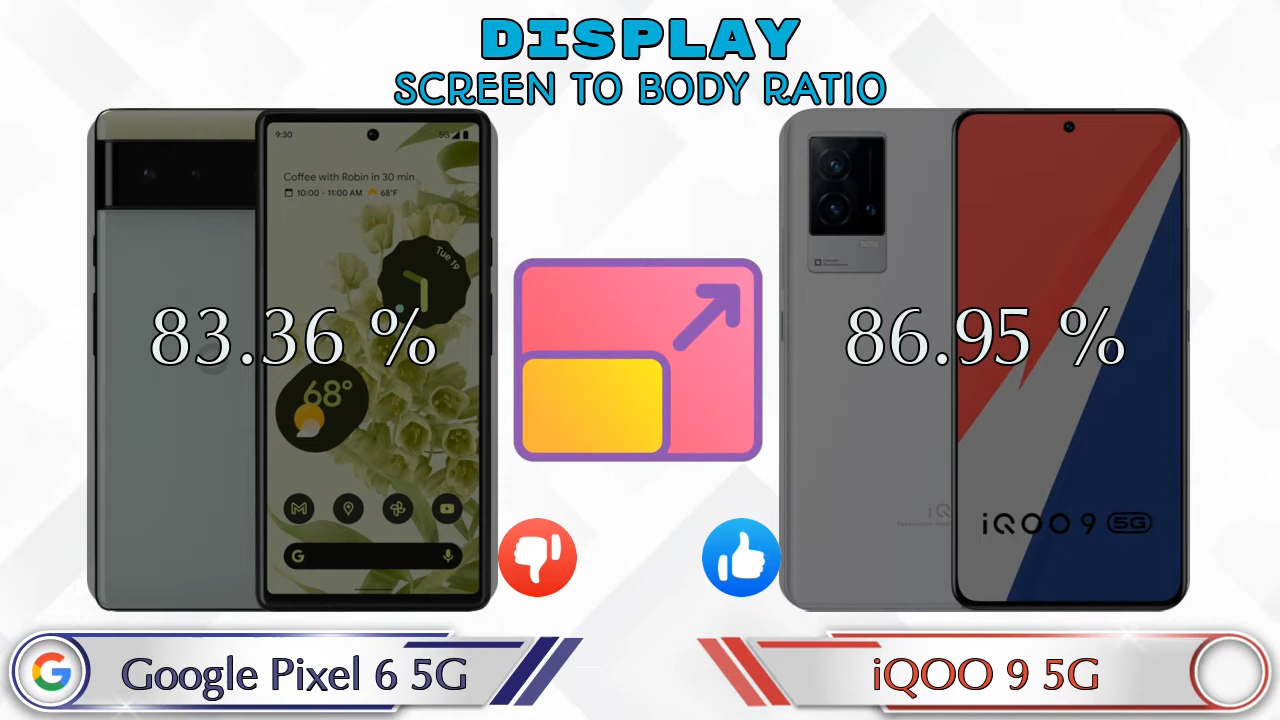 DISPLAY
SCREEN TO BODY RATIO
9:30
5G
Coffee with Robin in 30 min
10:00 - 11:00 AM 68°F
Tue 19
83.36 %
86.95 %
68°
iQ
iQOO 9 5G
G
Google Pixel 6 5G
iQOO 9 5G